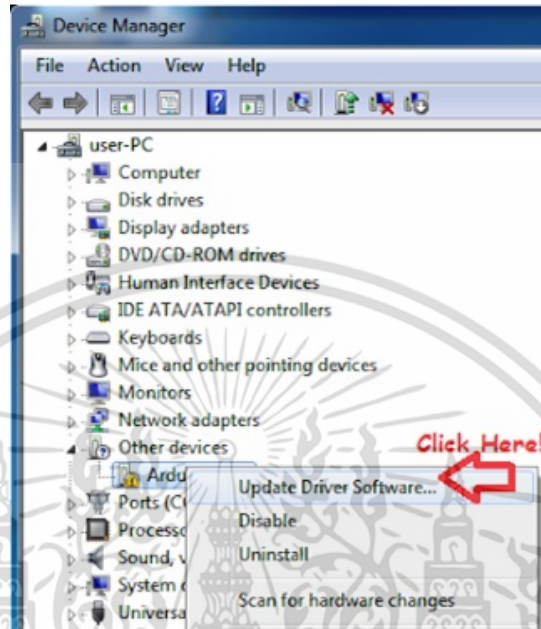 Device Manager
File Action View Help
user-PC
Computer
Disk drives
Display adapters
DVD/CD-ROM drives
Human Interface Devices
IDE ATA/ATAPI controllers
Keyboards
Mice and other pointing devices
Monitors
Network adapters
Other devices
Click Here!
Ardu
Update Driver Software...
Ports (C
Disable
Processo
Sound, v
Uninstall
System d
Scan for hardware changes
Universa